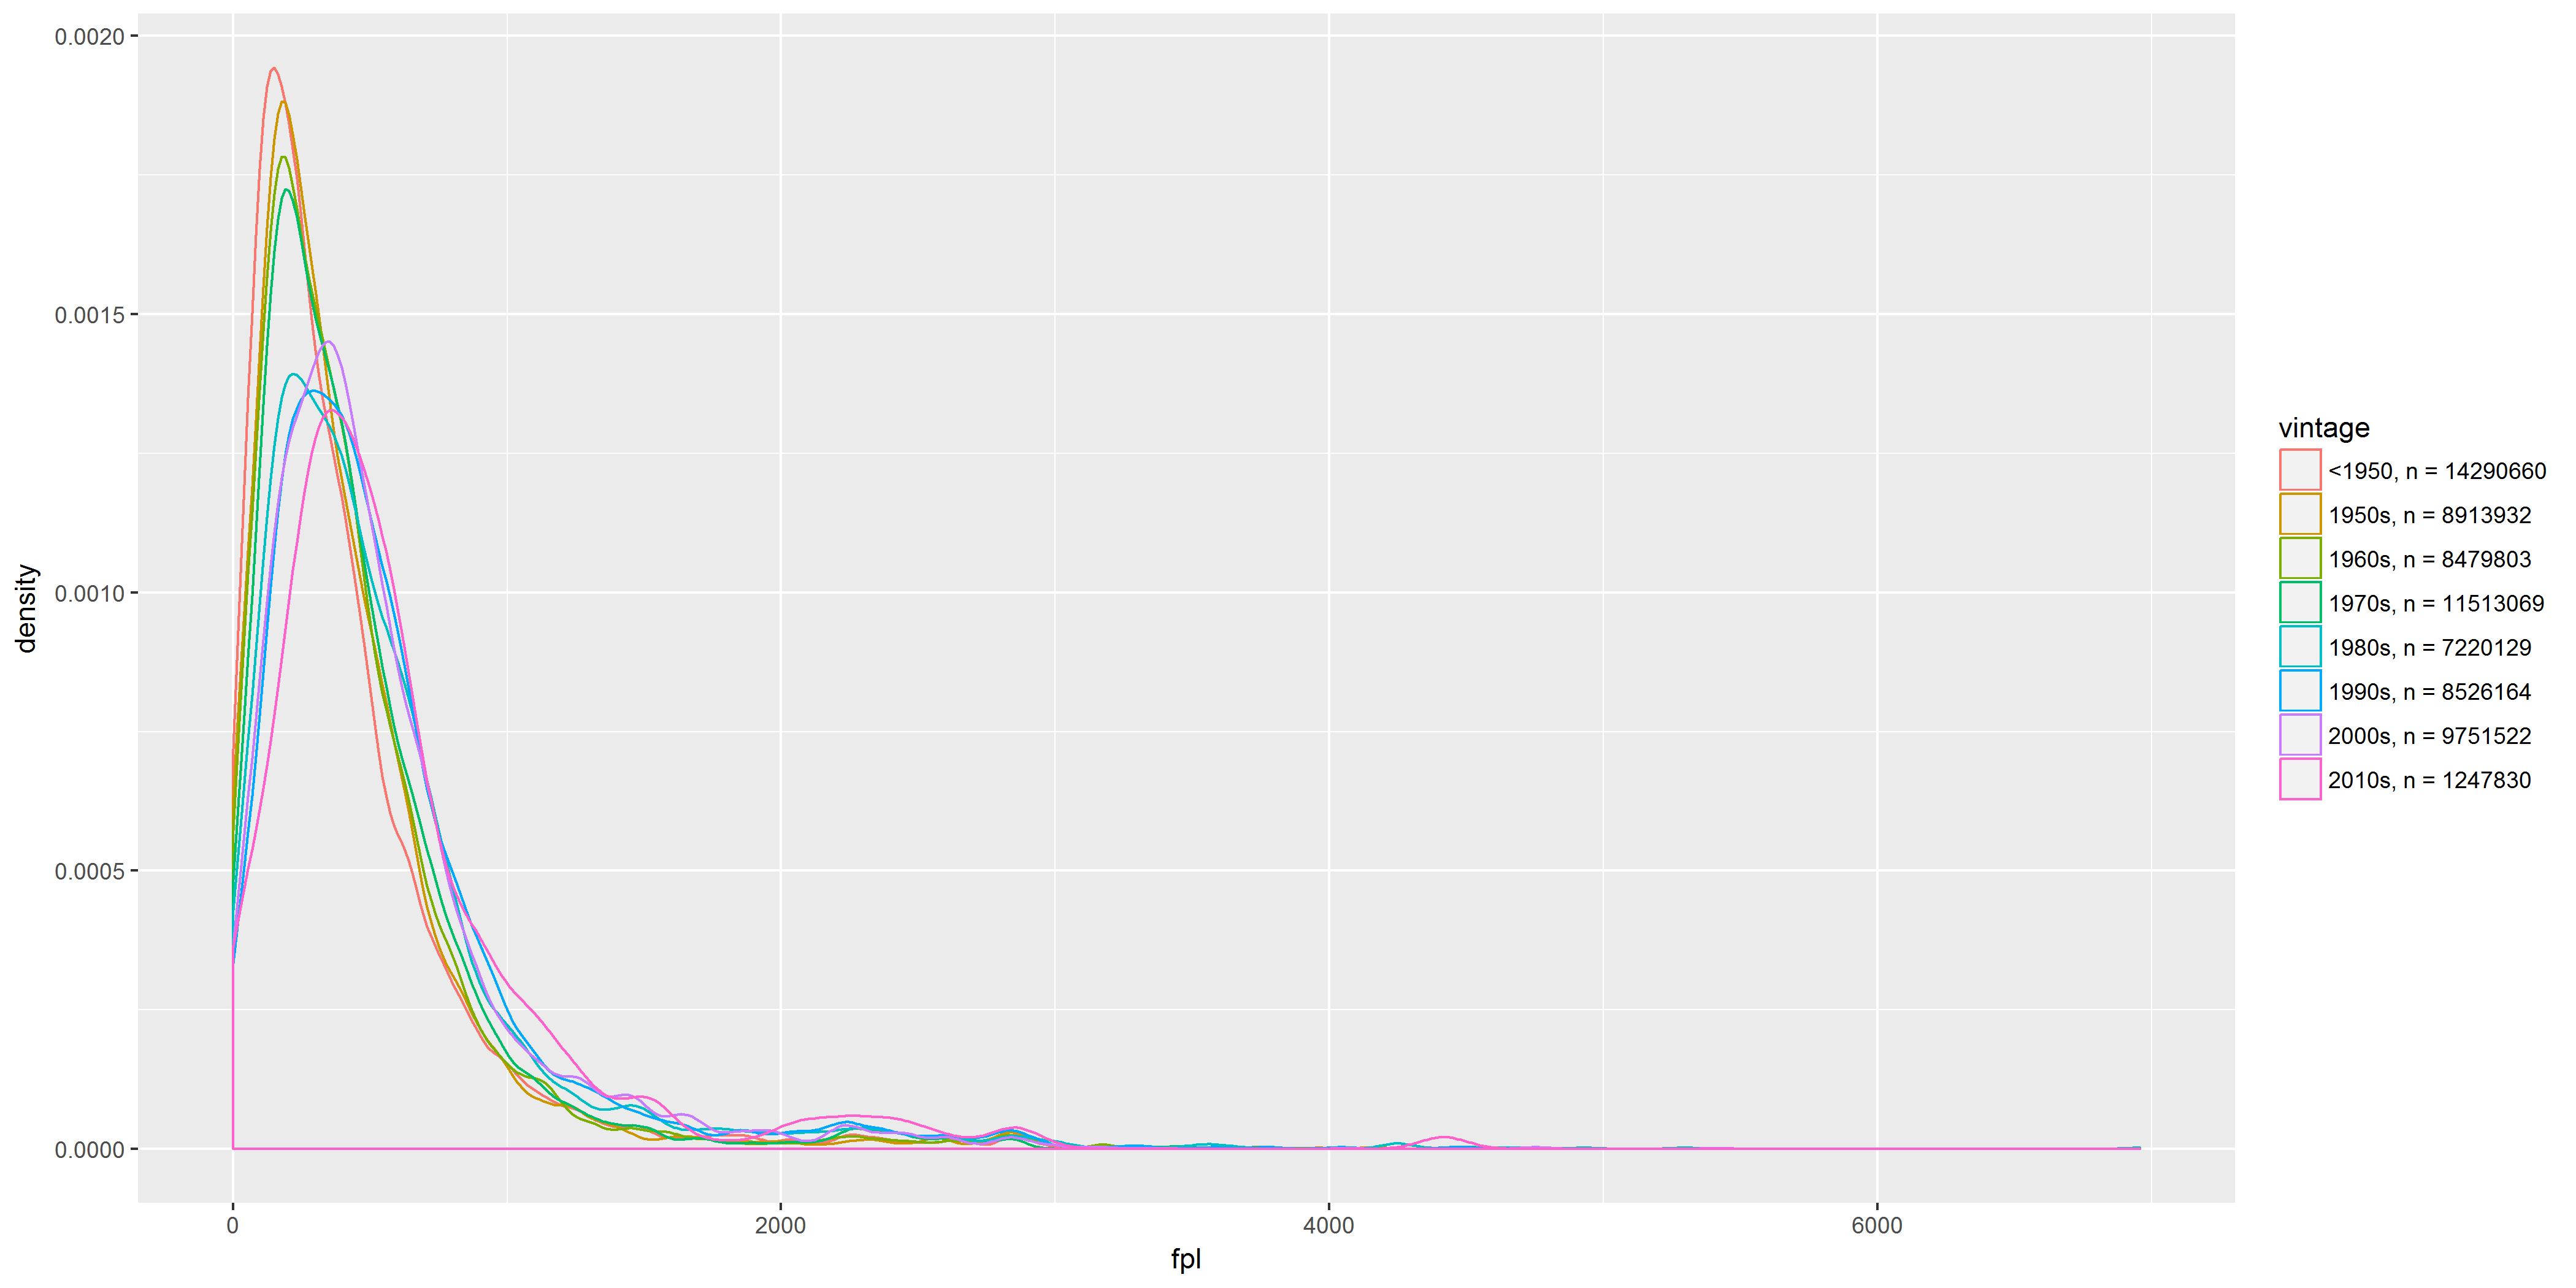 0.0020
0.0015
0.0010
0.0005
0.0000
density
0 2000 4000 6000
fpl
vintage
<1950, n = 14290660
1950s, n = 8913932
1960s, n = 8479803
1970s, n = 11513069
1980s, n = 7220129
1990s, n = 8526164
2000s, n = 9751522
2010s, n = 1247830